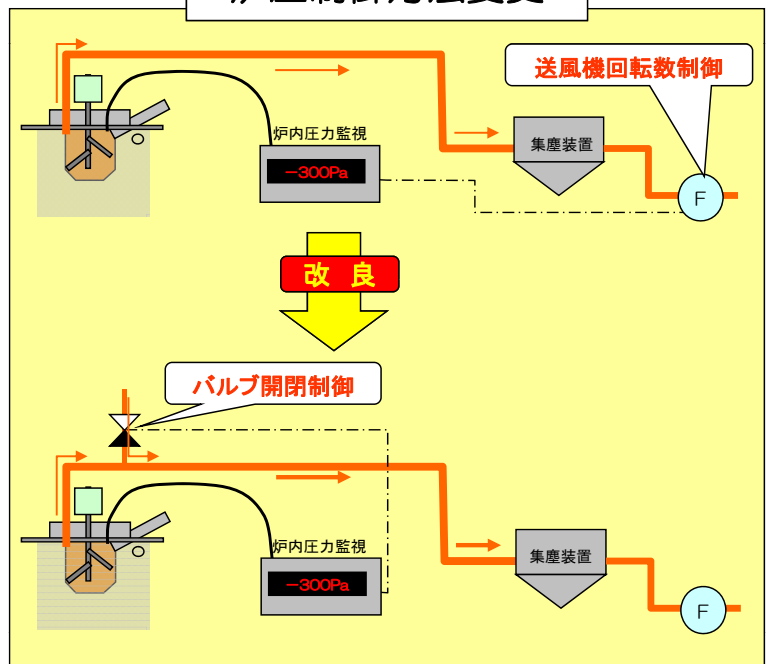 送風機回転数制御
炉内圧力監視
集塵装置
－300Pa
F
改 良
バルブ開閉制御
炉内圧力監視
集塵装置
－300Pa
F